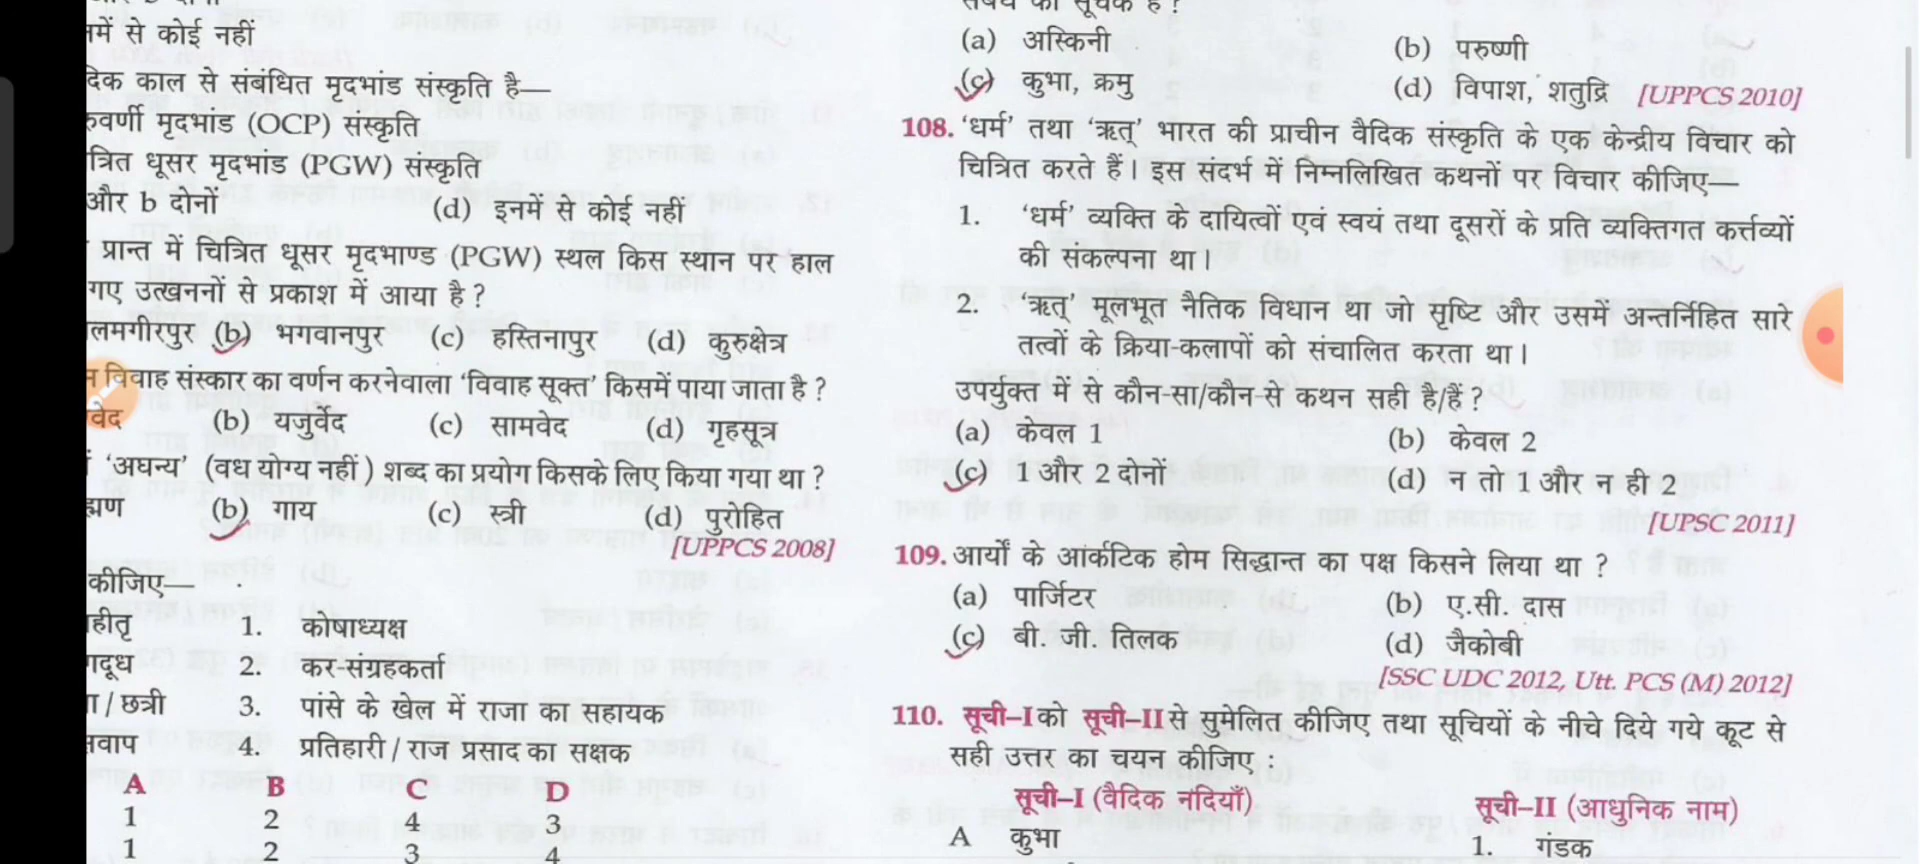 नमें से कोई नहीं
दिक काल से संबंधित मृदभांड संस्कृति है—
रुवर्णी मृदभांड (OCP) संस्कृति
त्रित धूसर मृदभांड (PGW) संस्कृति
और b दोनों (d) इनमें से कोई नहीं
प्रान्त में चित्रित धूसर मृदभाण्ड (PGW) स्थल किस स्थान पर हाल
गए उत्खननों से प्रकाश में आया है ?
लमगीरपुर (b) भगवानपुर (c) हस्तिनापुर (d) कुरुक्षेत्र
विवाह संस्कार का वर्णन करनेवाला ‘विवाह सूक्त’ किसमें पाया जाता है ?
वेद (b) यजुर्वेद (c) सामवेद (d) गृहसूत्र
‘अघन्य’ (वध योग्य नहीं) शब्द का प्रयोग किसके लिए किया गया था ?
ह्मण (b) गाय (c) स्त्री (d) पुरोहित
[UPPCS 2008]
कीजिए—
हीतृ 1. कोषाध्यक्ष
गदूध 2. कर-संग्रहकर्ता
ा / छत्री 3. पांसे के खेल में राजा का सहायक
वाप 4. प्रतिहारी / राज प्रसाद का सक्षक
A B C D
1 2 4 3
1 2 3 4
संबंध का सूचक है ?
(a) अस्किनी (b) परुष्णी
(c) कुभा, क्रमु (d) विपाश, शतुद्रि [UPPCS 2010]
108. ‘धर्म’ तथा ‘ऋत्’ भारत की प्राचीन वैदिक संस्कृति के एक केन्द्रीय विचार को
चित्रित करते हैं। इस संदर्भ में निम्नलिखित कथनों पर विचार कीजिए—
1. ‘धर्म’ व्यक्ति के दायित्वों एवं स्वयं तथा दूसरों के प्रति व्यक्तिगत कर्त्तव्यों
की संकल्पना था।
2. ‘ऋत्’ मूलभूत नैतिक विधान था जो सृष्टि और उसमें अन्तर्निहित सारे
तत्वों के क्रिया-कलापों को संचालित करता था।
उपर्युक्त में से कौन-सा/कौन-से कथन सही है/हैं ?
(a) केवल 1 (b) केवल 2
(c) 1 और 2 दोनों (d) न तो 1 और न ही 2
[UPSC 2011]
109. आर्यों के आर्कटिक होम सिद्धान्त का पक्ष किसने लिया था ?
(a) पार्जिटर (b) ए.सी. दास
(c) बी. जी. तिलक (d) जैकोबी
[SSC UDC 2012, Utt. PCS (M) 2012]
110. सूची–I को सूची–II से सुमेलित कीजिए तथा सूचियों के नीचे दिये गये कूट से
सही उत्तर का चयन कीजिए :
सूची–I (वैदिक नंदियाँ) सूची–II (आधुनिक नाम)
A कुभा 1. गंडक